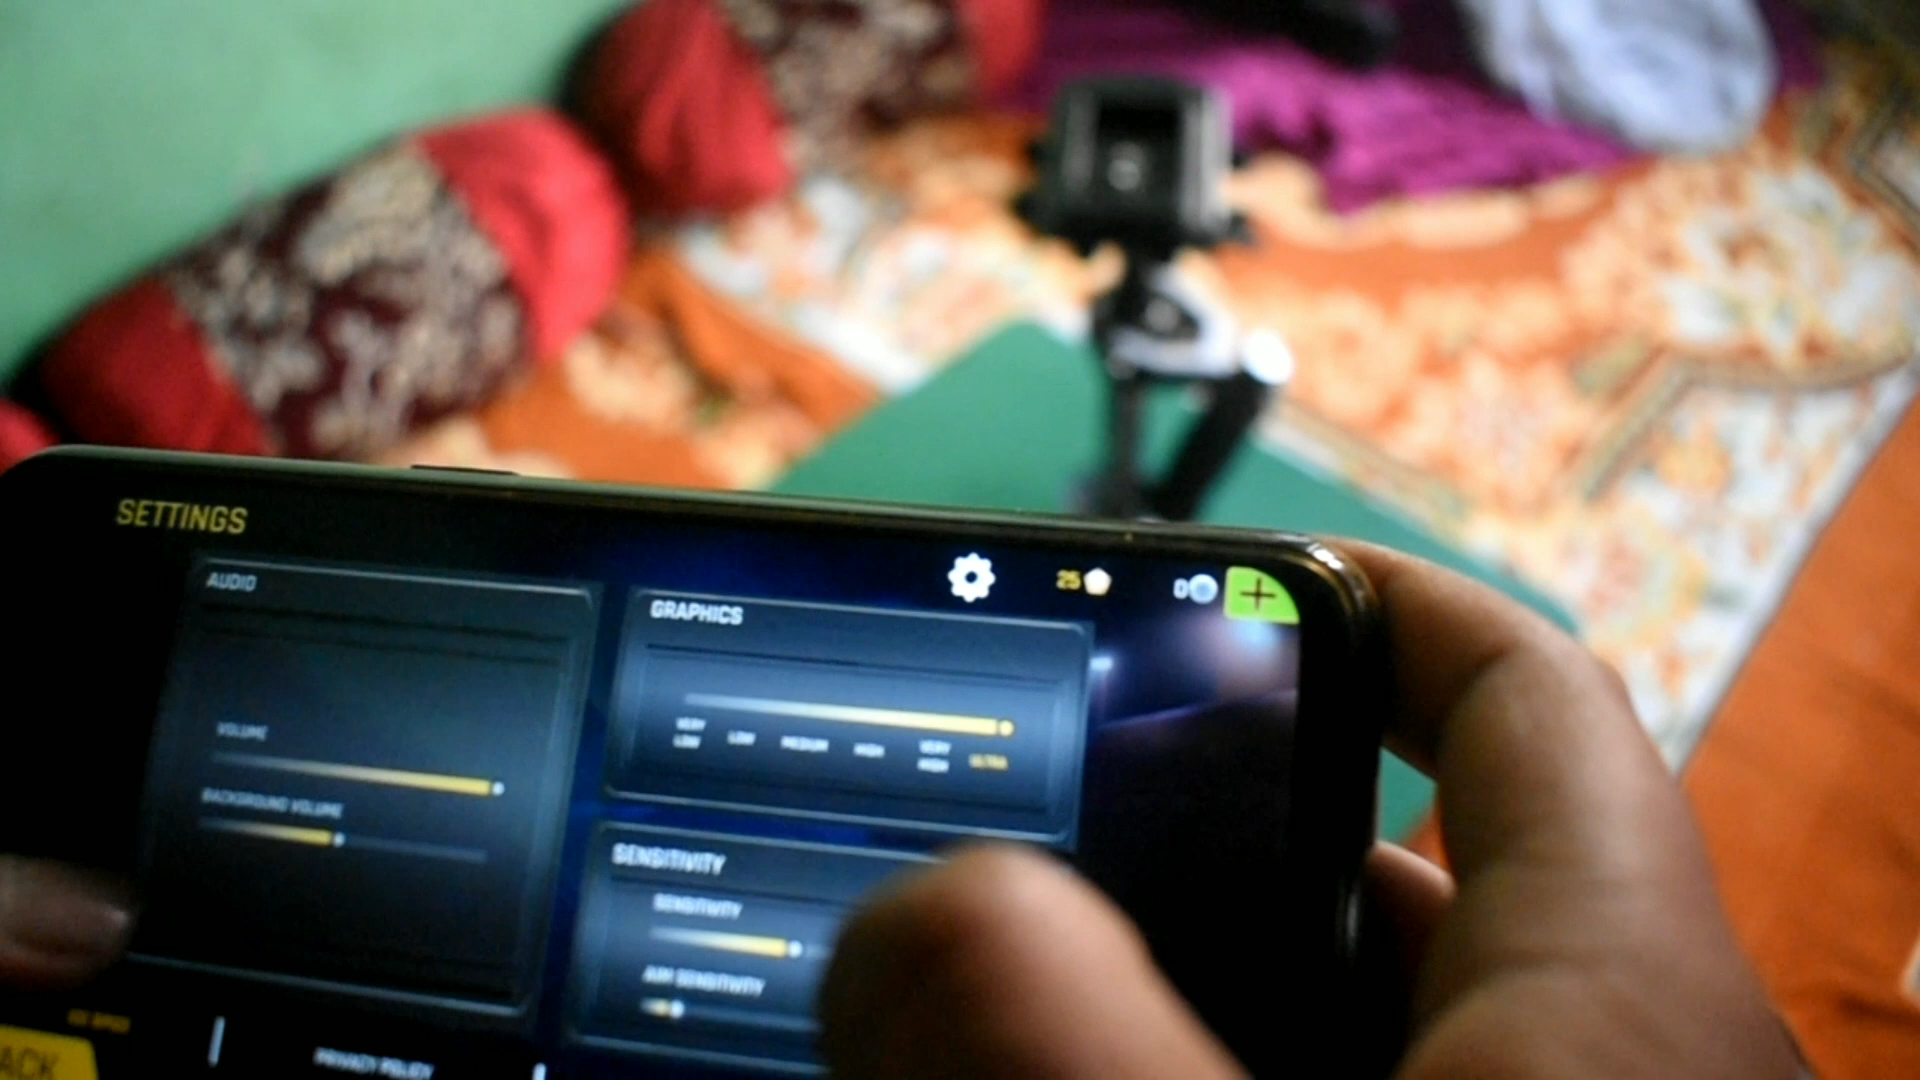 SETTINGS
25
0
AUDIO
GRAPHICS
VOLUME
VERY LOW
LOW
MEDIUM
HIGH
VERY HIGH
ULTRA
BACKGROUND VOLUME
SENSITIVITY
SENSITIVITY
AIM SENSITIVITY
ACK
PRIVACY POLICY